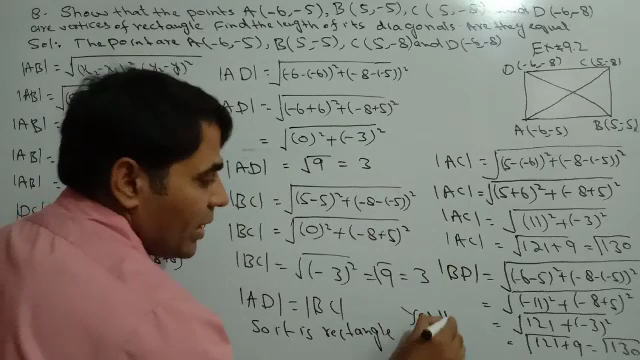 8. Show that the points A(-6,-5), B(5,-5), C(5,-8) and D(-6,-8)
are vertices of rectangle Find the length of its diagonals Are they equal
Sol:- The point are A(-6,-5), B(5,-5), C(5,-8) and D(-6,-8)
|AB| = √(x₂-x₁)²+(y₂-y₁)²
|AB| = √
|AB| =
|AB| =
|AB| =
|DC| =
|AD| = √(-6-(-6))²+(-8-(-5))²
|AD| = √(-6+6)²+(-8+5)²
= √(0)²+(-3)²
|AD| = √9 = 3
|BC| = √(5-5)²+(-8-(-5))²
|BC| = √(0)²+(-8+5)²
|BC| = √(-3)² = √9 = 3
|AD| = |BC|
So it is rectangle
Ex#9.2
D(-6,-8) C(5,-8)
A(-6,-5) B(5,-5)
|AC| = √(5-(-6))²+(-8-(-5))²
|AC| = √(5+6)²+(-8+5)²
|AC| = √(11)²+(-3)²
|AC| = √121+9 = √130
|BD| = √(-6-5)²+(-8-(-5))²
= √(-11)²+(-8+5)²
= √121+(-3)²
= √121+9 = √130